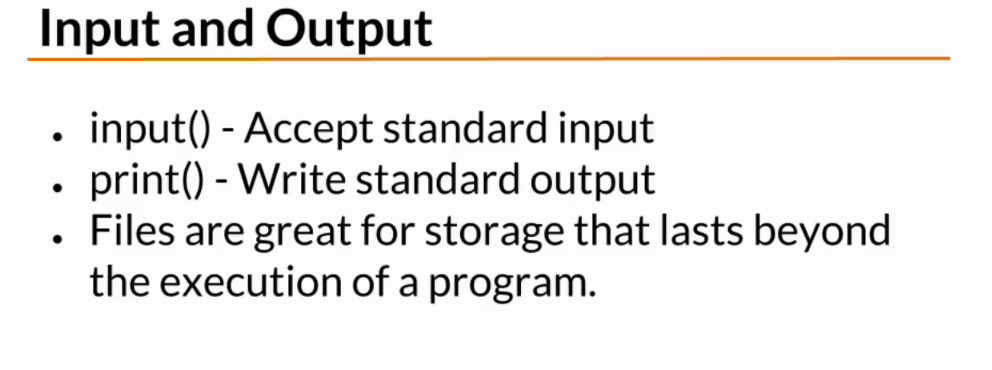 Input and Output
• input() - Accept standard input
• print() - Write standard output
• Files are great for storage that lasts beyond
the execution of a program.